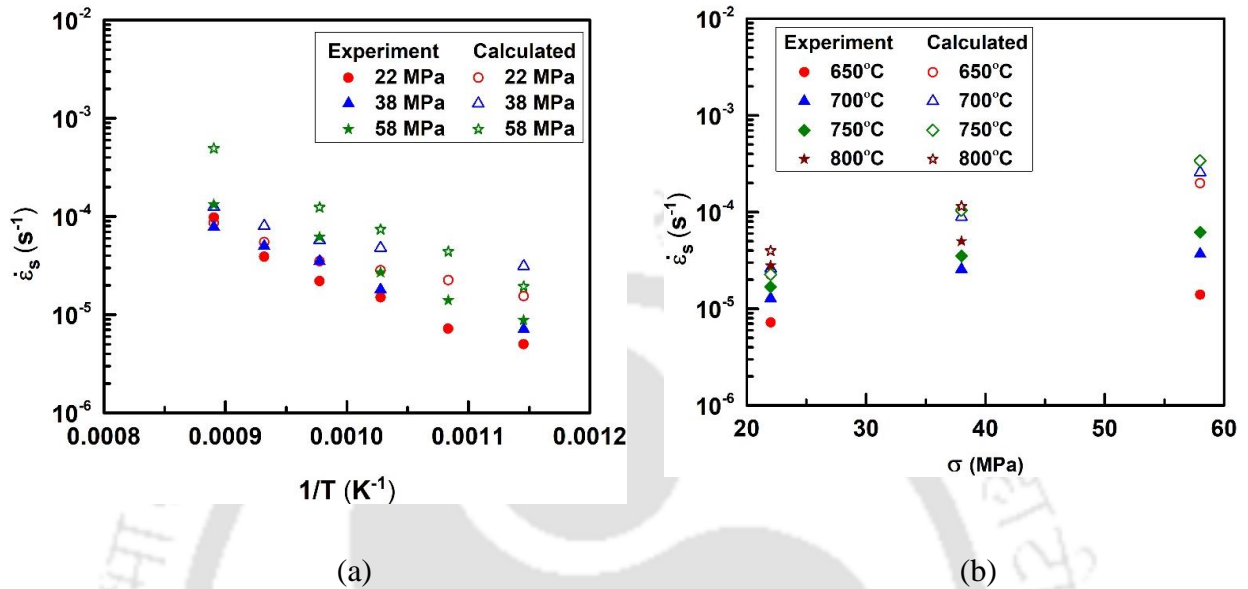 10⁻²
10⁻³
10⁻⁴
10⁻⁵
10⁻⁶
ε̇s (s⁻¹)
Experiment Calculated
22 MPa 22 MPa
38 MPa 38 MPa
58 MPa 58 MPa
0.0008 0.0009 0.0010 0.0011 0.0012
1/T (K⁻¹)
(a)
10⁻²
10⁻³
10⁻⁴
10⁻⁵
10⁻⁶
ε̇s (s⁻¹)
Experiment Calculated
650°C 650°C
700°C 700°C
750°C 750°C
800°C 800°C
20 30 40 50 60
σ (MPa)
(b)